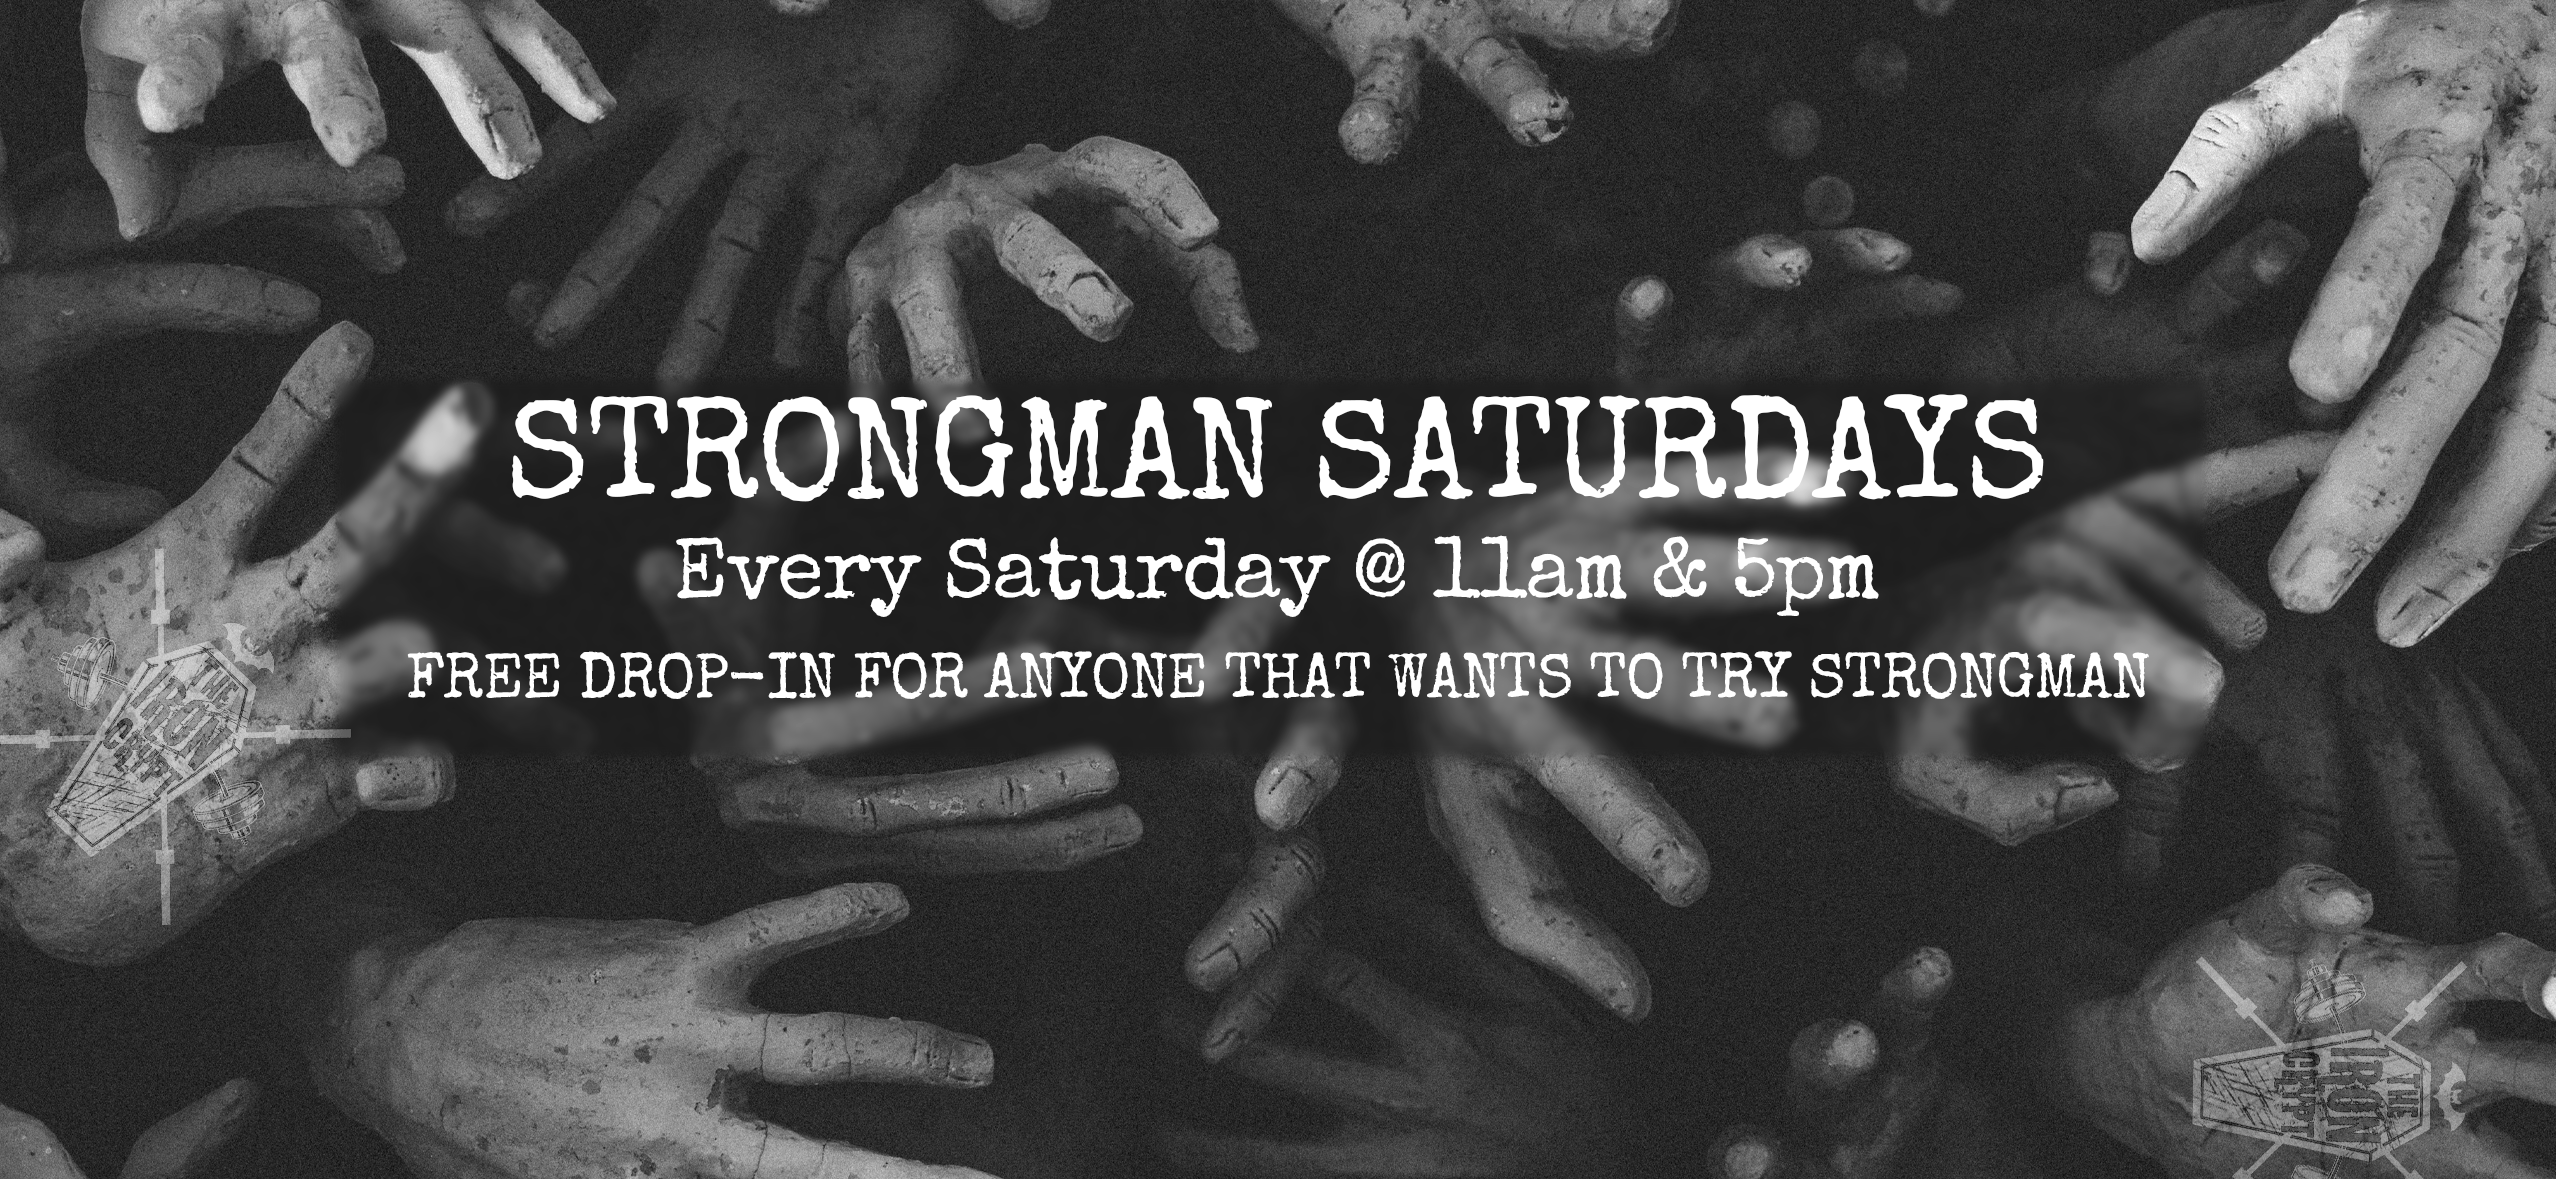 STRONGMAN SATURDAYS
Every Saturday @ 11am & 5pm
FREE DROP-IN FOR ANYONE THAT WANTS TO TRY STRONGMAN
THE
IRON
CRYPT
THE
IRON
CRYPT